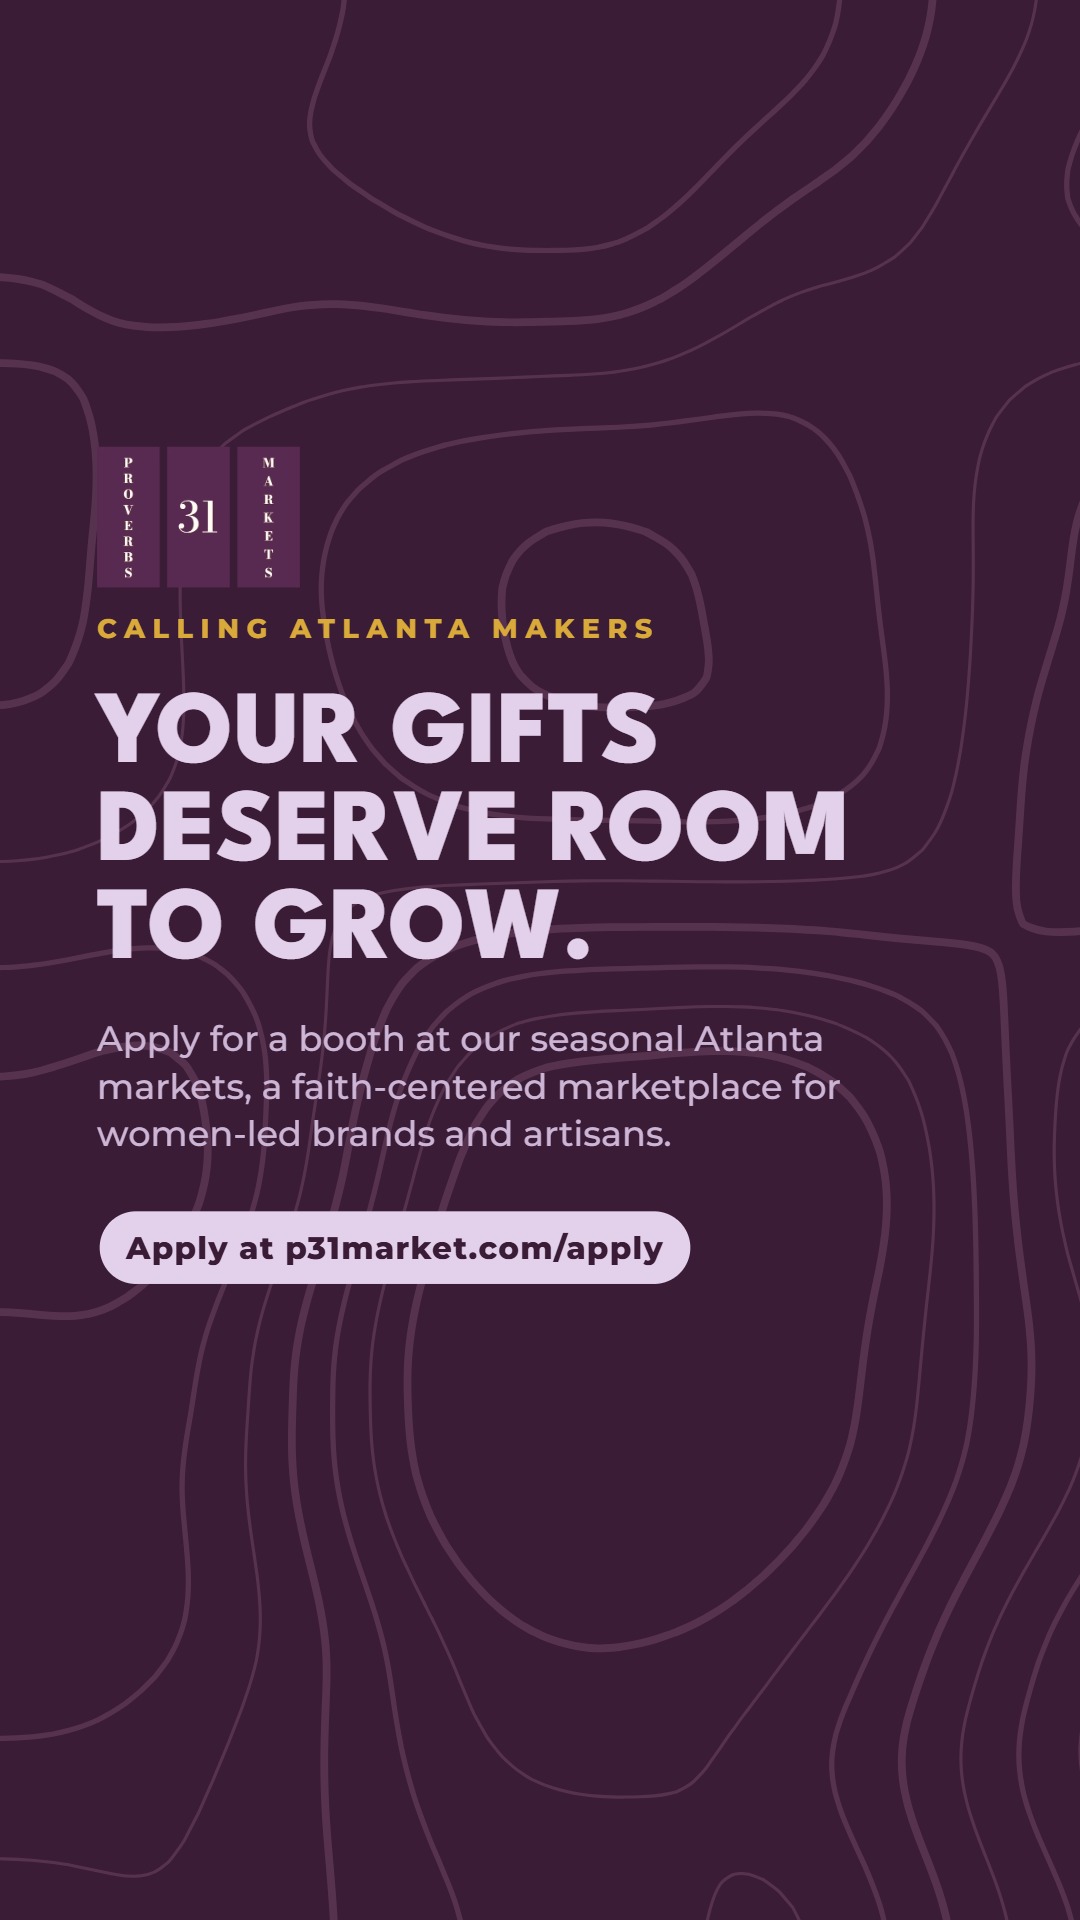 PROVERBS
31
MARKETS
CALLING ATLANTA MAKERS
YOUR GIFTS
DESERVE ROOM
TO GROW.
Apply for a booth at our seasonal Atlanta
markets, a faith-centered marketplace for
women-led brands and artisans.
Apply at p31market.com/apply